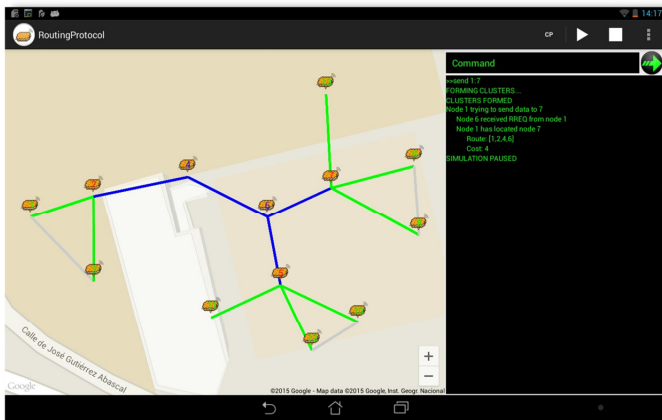 14:17
RoutingProtocol
CP
Command
>>send 1:7
FORMING CLUSTERS...
CLUSTERS FORMED
Node 1 trying to send data to 7
Node 6 received RREQ from node 1
Node 1 has located node 7
Route: [1,2,4,6]
Cost: 4
SIMULATION PAUSED
4
6
5
Calle de José Gutiérrez Abascal
+
−
Google
©2015 Google - Map data ©2015 Google, Inst. Geogr. Nacional